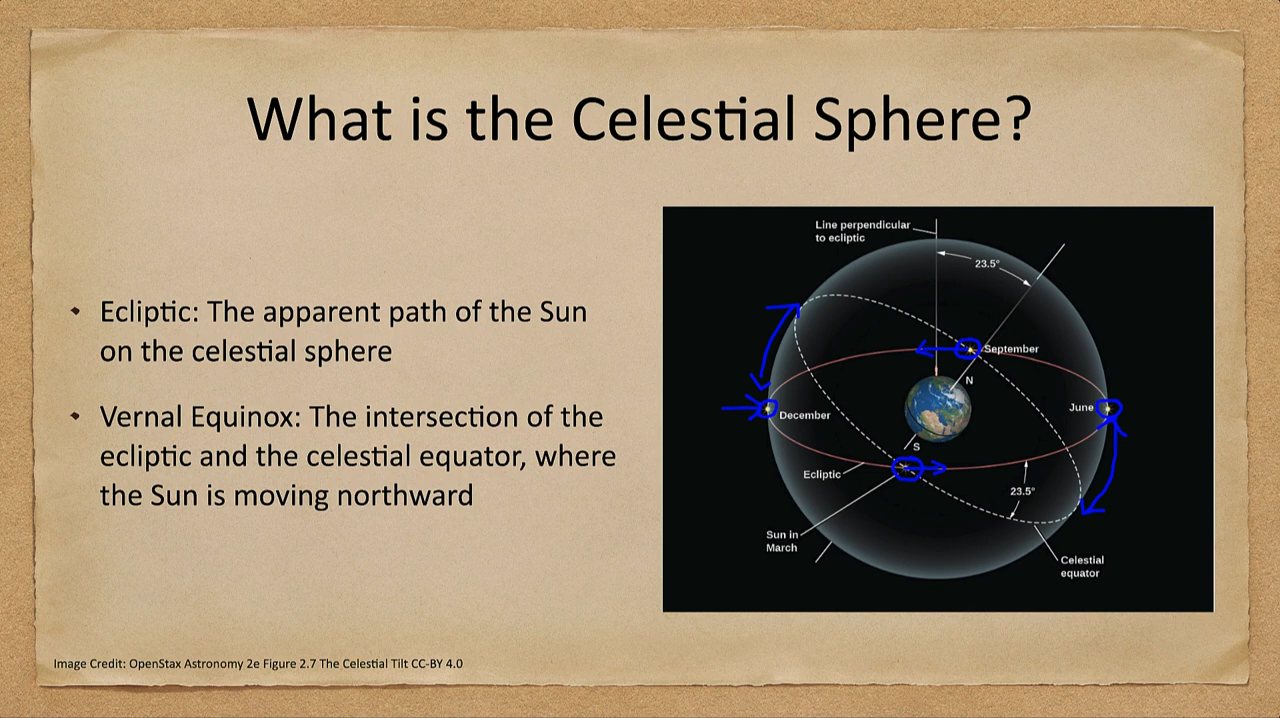 What is the Celestial Sphere?
Ecliptic: The apparent path of the Sun
on the celestial sphere
Vernal Equinox: The intersection of the
ecliptic and the celestial equator, where
the Sun is moving northward
Line perpendicular
to ecliptic
23.5°
September
N
December
June
S
Ecliptic
23.5°
Sun in
March
Celestial
equator
Image Credit: OpenStax Astronomy 2e Figure 2.7 The Celestial Tilt CC-BY 4.0